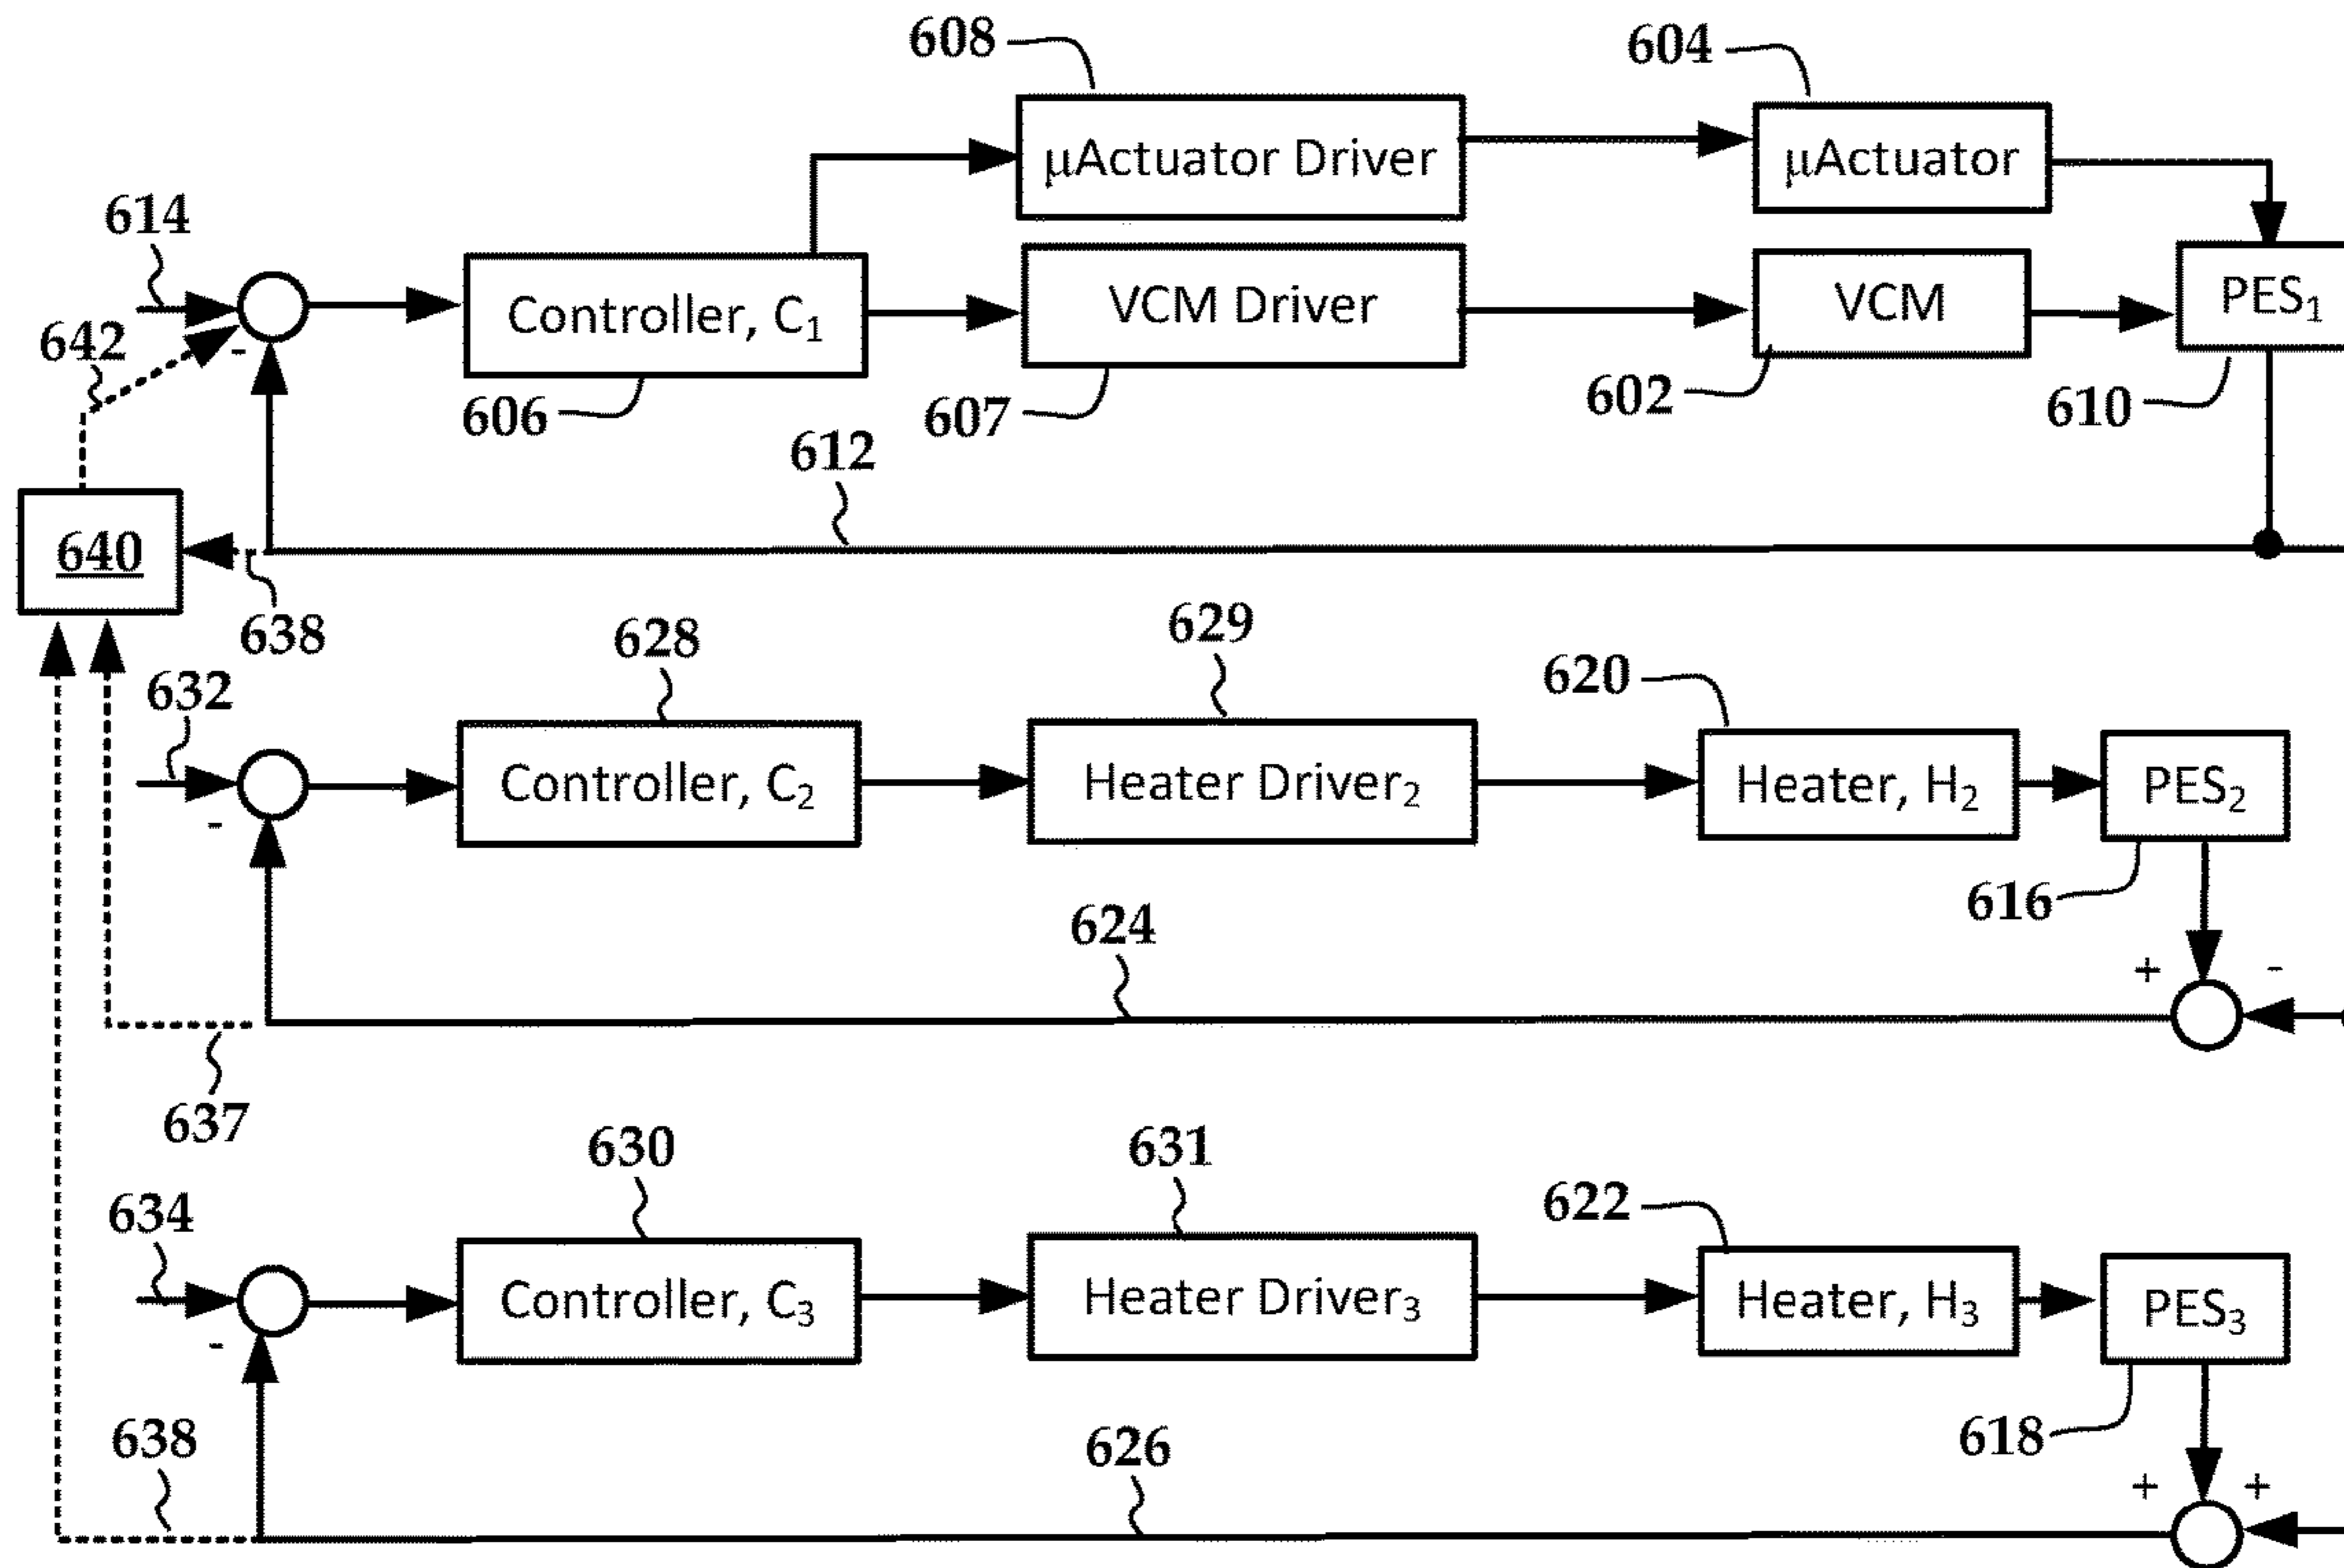 608
604
μActuator Driver
μActuator
614
Controller, C₁
VCM Driver
VCM
PES₁
642
-
606
607
602
610
612
640
638
628
629
620
632
Controller, C₂
Heater Driver₂
Heater, H₂
PES₂
-
616
624
+ -
637
630
631
622
634
Controller, C₃
Heater Driver₃
Heater, H₃
PES₃
-
638
626
618
+ +